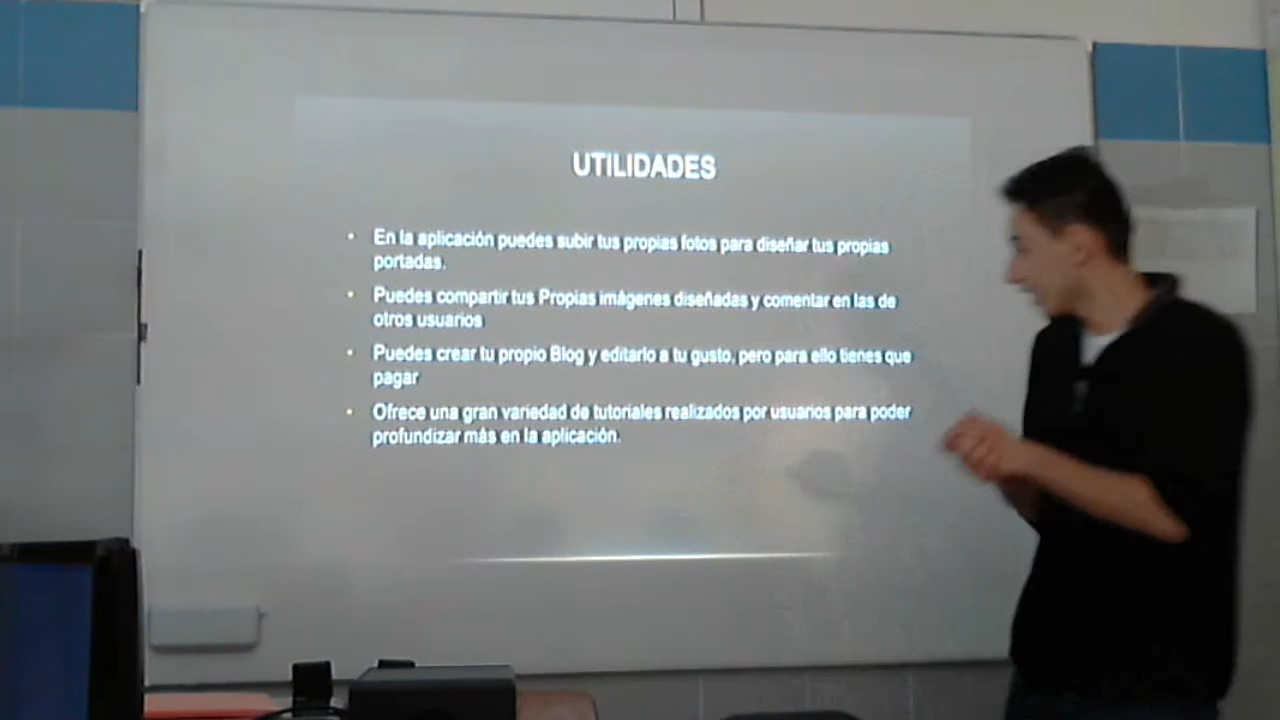 UTILIDADES
• En la aplicación puedes subir tus propias fotos para diseñar tus propias
portadas.
• Puedes compartir tus Propias imágenes diseñadas y comentar en las de
otros usuarios
• Puedes crear tu propio Blog y editarlo a tu gusto, pero para ello tienes que
pagar
• Ofrece una gran variedad de tutoriales realizados por usuarios para poder
profundizar más en la aplicación.